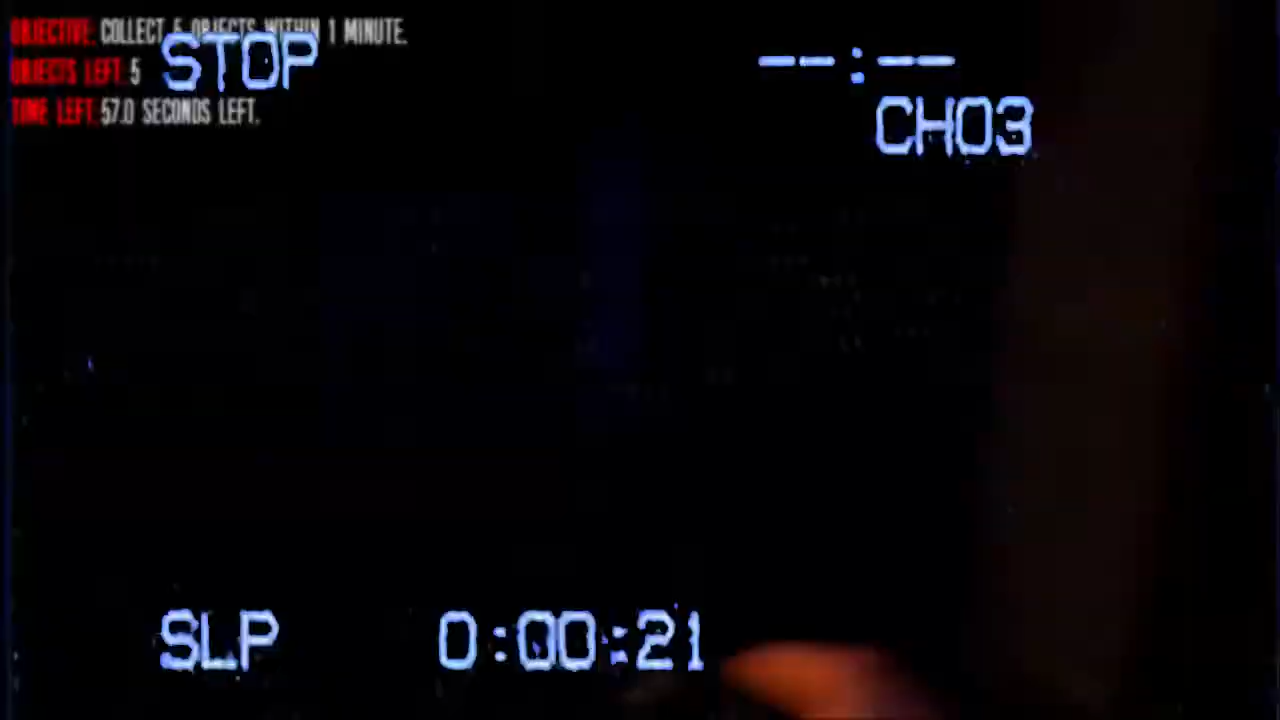 OBJECTIVE: COLLECT 5 OBJECTS WITHIN 1 MINUTE.
OBJECTS LEFT: 5
TIME LEFT: 57.0 SECONDS LEFT.
STOP
--:--
CH03
SLP 0:00:21